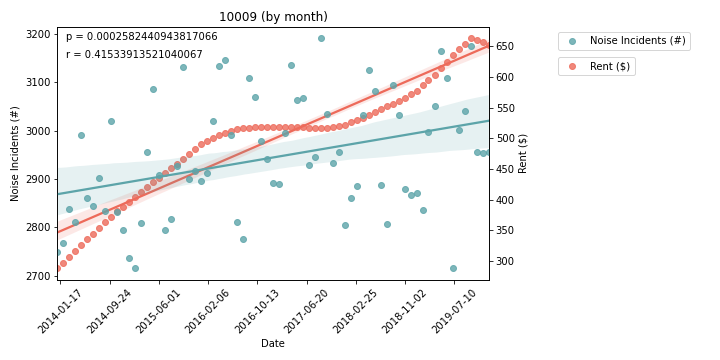 10009 (by month)
p = 0.0002582440943817066
r = 0.41533913521040067
Noise Incidents (#)
Rent ($)
Noise Incidents (#)
3200
3100
3000
2900
2800
2700
650
600
550
500
450
400
350
300
Rent ($)
2014-01-17
2014-09-24
2015-06-01
2016-02-06
2016-10-13
2017-06-20
2018-02-25
2018-11-02
2019-07-10
Date